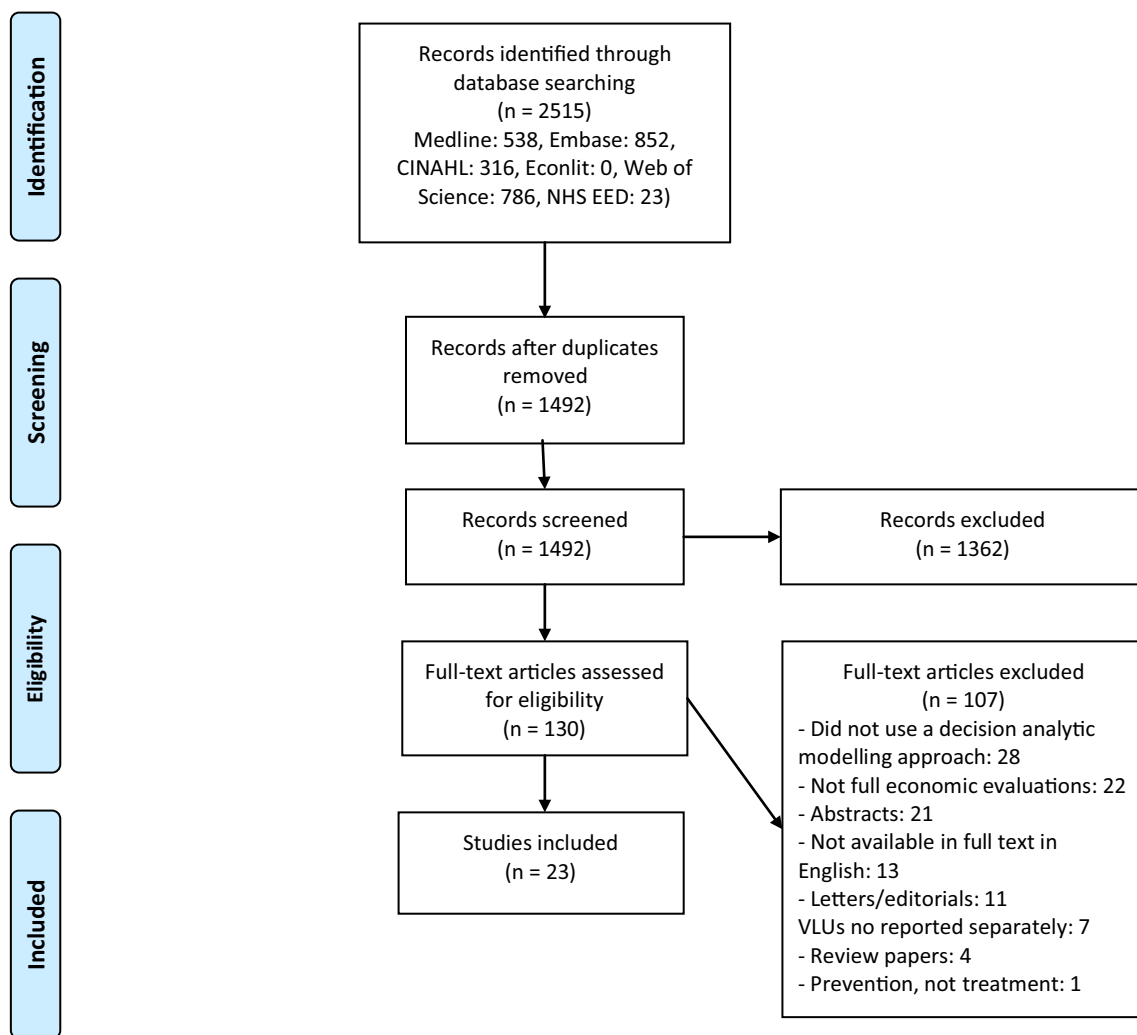 Identification
Records identified through
database searching
(n = 2515)
Medline: 538, Embase: 852,
CINAHL: 316, Econlit: 0, Web of
Science: 786, NHS EED: 23)
Screening
Records after duplicates
removed
(n = 1492)
Records screened
(n = 1492)
Records excluded
(n = 1362)
Eligibility
Full-text articles assessed
for eligibility
(n = 130)
Full-text articles excluded
(n = 107)
- Did not use a decision analytic
modelling approach: 28
- Not full economic evaluations: 22
- Abstracts: 21
- Not available in full text in
English: 13
- Letters/editorials: 11
VLUs no reported separately: 7
- Review papers: 4
- Prevention, not treatment: 1
Included
Studies included
(n = 23)